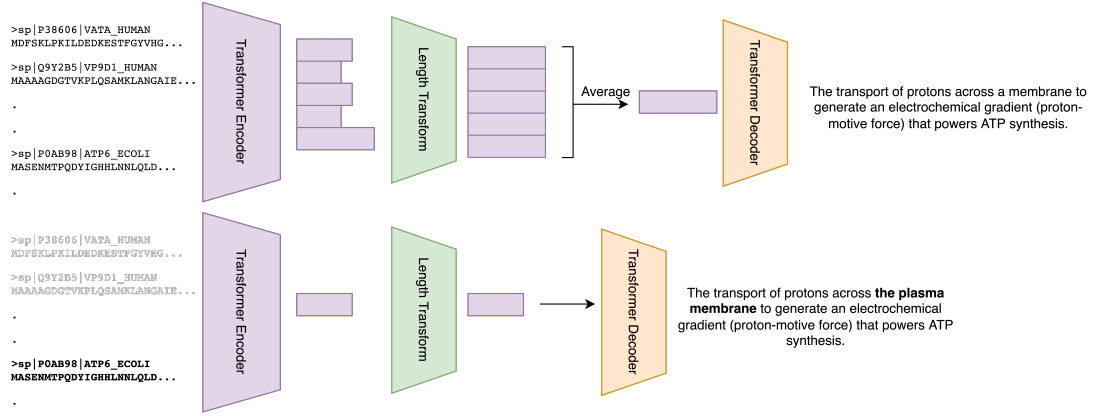 >sp|P38606|VATA_HUMAN
MDFSKLPKILDEDKESTFGYVHG...
>sp|Q9Y2B5|VP9D1_HUMAN
MAAAAGDGTVKPLQSAMKLANGAIE...
.
.
>sp|P0AB98|ATP6_ECOLI
MASENMTPQDYIGHHLNNLQLD...
.
Transformer Encoder
Length Transform
Average
Transformer Decoder
The transport of protons across a membrane to
generate an electrochemical gradient (proton-
motive force) that powers ATP synthesis.
>sp|P38606|VATA_HUMAN
MDFSKLPKILDEDKESTFGYVHG...
>sp|Q9Y2B5|VP9D1_HUMAN
MAAAAGDGTVKPLQSAMKLANGAIE...
.
.
>sp|P0AB98|ATP6_ECOLI
MASENMTPQDYIGHHLNNLQLD...
.
Transformer Encoder
Length Transform
Transformer Decoder
The transport of protons across the plasma
membrane to generate an electrochemical
gradient (proton-motive force) that powers ATP
synthesis.